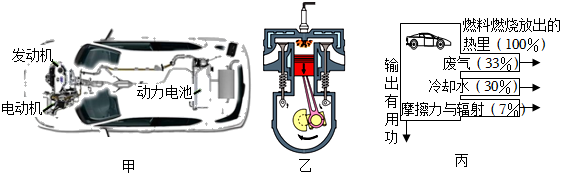 发动机
电动机
动力电池
甲
乙
燃料燃烧放出的
热里（100%）
废气（33%）
冷却水（30%）
摩擦力与辐射（7%）
输出有用功
丙